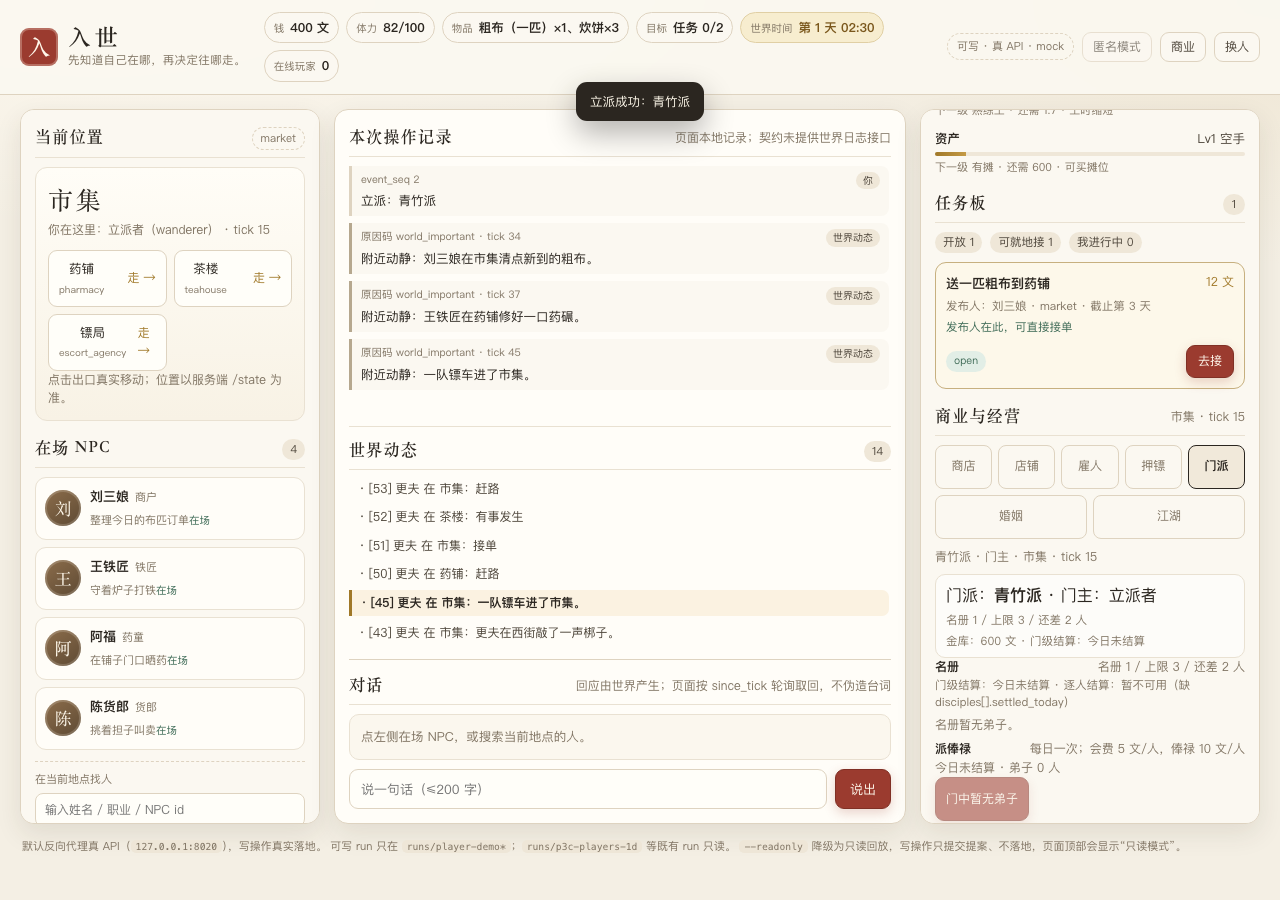 入
入世
先知道自己在哪，再决定往哪走。
钱 400 文
体力 82/100
物品 粗布（一匹）×1、炊饼×3
目标 任务 0/2
世界时间 第 1 天 02:30
在线玩家 0
可写 · 真 API · mock
匿名模式
商业
换人
立派成功：青竹派
当前位置
market
市集
你在这里：立派者（wanderer） · tick 15
药铺
pharmacy
走 →
茶楼
teahouse
走 →
镖局
escort_agency
走
→
点击出口真实移动；位置以服务端 /state 为
准。
在场 NPC
4
刘
刘三娘 商户
整理今日的布匹订单在场
王
王铁匠 铁匠
守着炉子打铁在场
阿
阿福 药童
在铺子门口晒药在场
陈
陈货郎 货郎
挑着担子叫卖在场
在当前地点找人
输入姓名 / 职业 / NPC id
本次操作记录
页面本地记录；契约未提供世界日志接口
event_seq 2
你
立派：青竹派
原因码 world_important · tick 34
世界动态
附近动静：刘三娘在市集清点新到的粗布。
原因码 world_important · tick 37
世界动态
附近动静：王铁匠在药铺修好一口药碾。
原因码 world_important · tick 45
世界动态
附近动静：一队镖车进了市集。
世界动态
14
· [53] 更夫 在 市集：赶路
· [52] 更夫 在 茶楼：有事发生
· [51] 更夫 在 市集：接单
· [50] 更夫 在 药铺：赶路
· [45] 更夫 在 市集：一队镖车进了市集。
· [43] 更夫 在 市集：更夫在西街敲了一声梆子。
对话
回应由世界产生；页面按 since_tick 轮询取回，不伪造台词
点左侧在场 NPC，或搜索当前地点的人。
说一句话（≤200 字）
说出
下一级 熟练工 · 还需 1.7 · 工时缩短
资产
Lv1 空手
下一级 有摊 · 还需 600 · 可买摊位
任务板
1
开放 1
可就地接 1
我进行中 0
送一匹粗布到药铺
12 文
发布人：刘三娘 · market · 截止第 3 天
发布人在此，可直接接单
open
去接
商业与经营
市集 · tick 15
商店
店铺
雇人
押镖
门派
婚姻
江湖
青竹派 · 门主 · 市集 · tick 15
门派：青竹派 · 门主：立派者
名册 1 / 上限 3 / 还差 2 人
金库：600 文 · 门级结算：今日未结算
名册
名册 1 / 上限 3 / 还差 2 人
门级结算：今日未结算 · 逐人结算：暂不可用（缺
disciples[].settled_today）
名册暂无弟子。
派俸禄
每日一次；会费 5 文/人，俸禄 10 文/人
今日未结算 · 弟子 0 人
门中暂无弟子
默认反向代理真 API（ 127.0.0.1:8020 ），写操作真实落地。 可写 run 只在 runs/player-demo* ； runs/p3c-players-1d 等既有 run 只读。 --readonly 降级为只读回放，写操作只提交提案、不落地，页面顶部会显示“只读模式”。